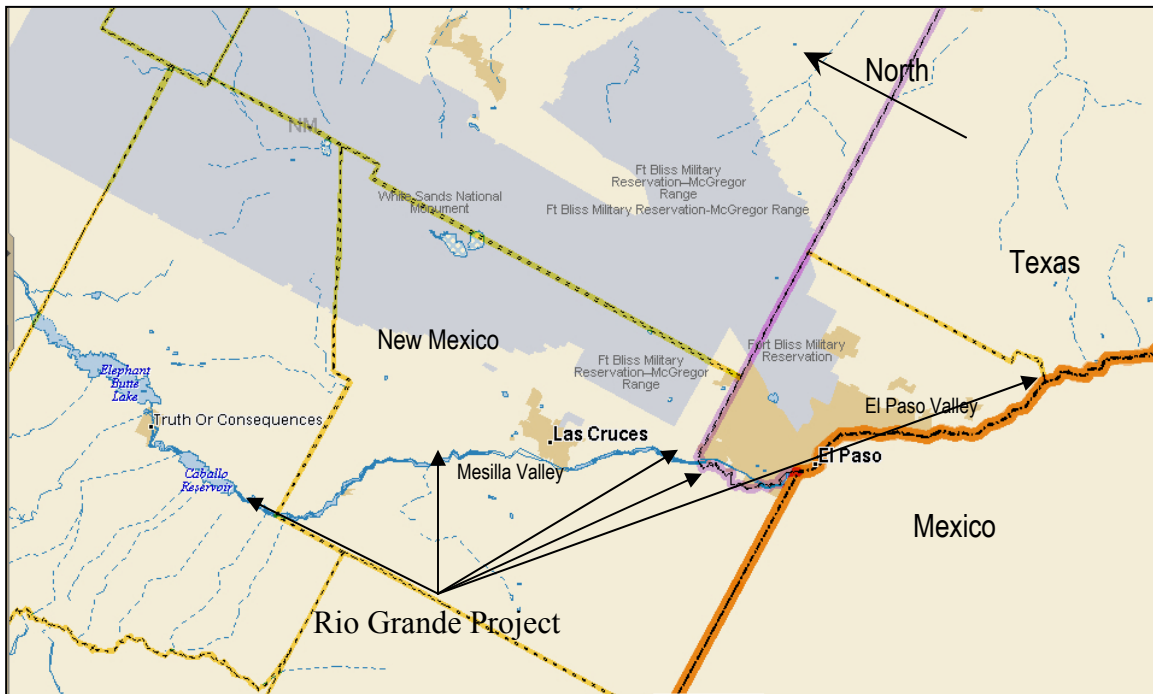 North
NM
Ft Bliss Military
Reservation–McGregor
Range
White Sands National
Monument
Ft Bliss Military Reservation-McGregor Range
Texas
New Mexico
Fort Bliss Military
Reservation
Ft Bliss Military
Reservation–McGregor
Range
Elephant
Butte
Lake
Truth Or Consequences
El Paso Valley
Las Cruces
El Paso
Mesilla Valley
Caballo
Reservoir
Mexico
Rio Grande Project